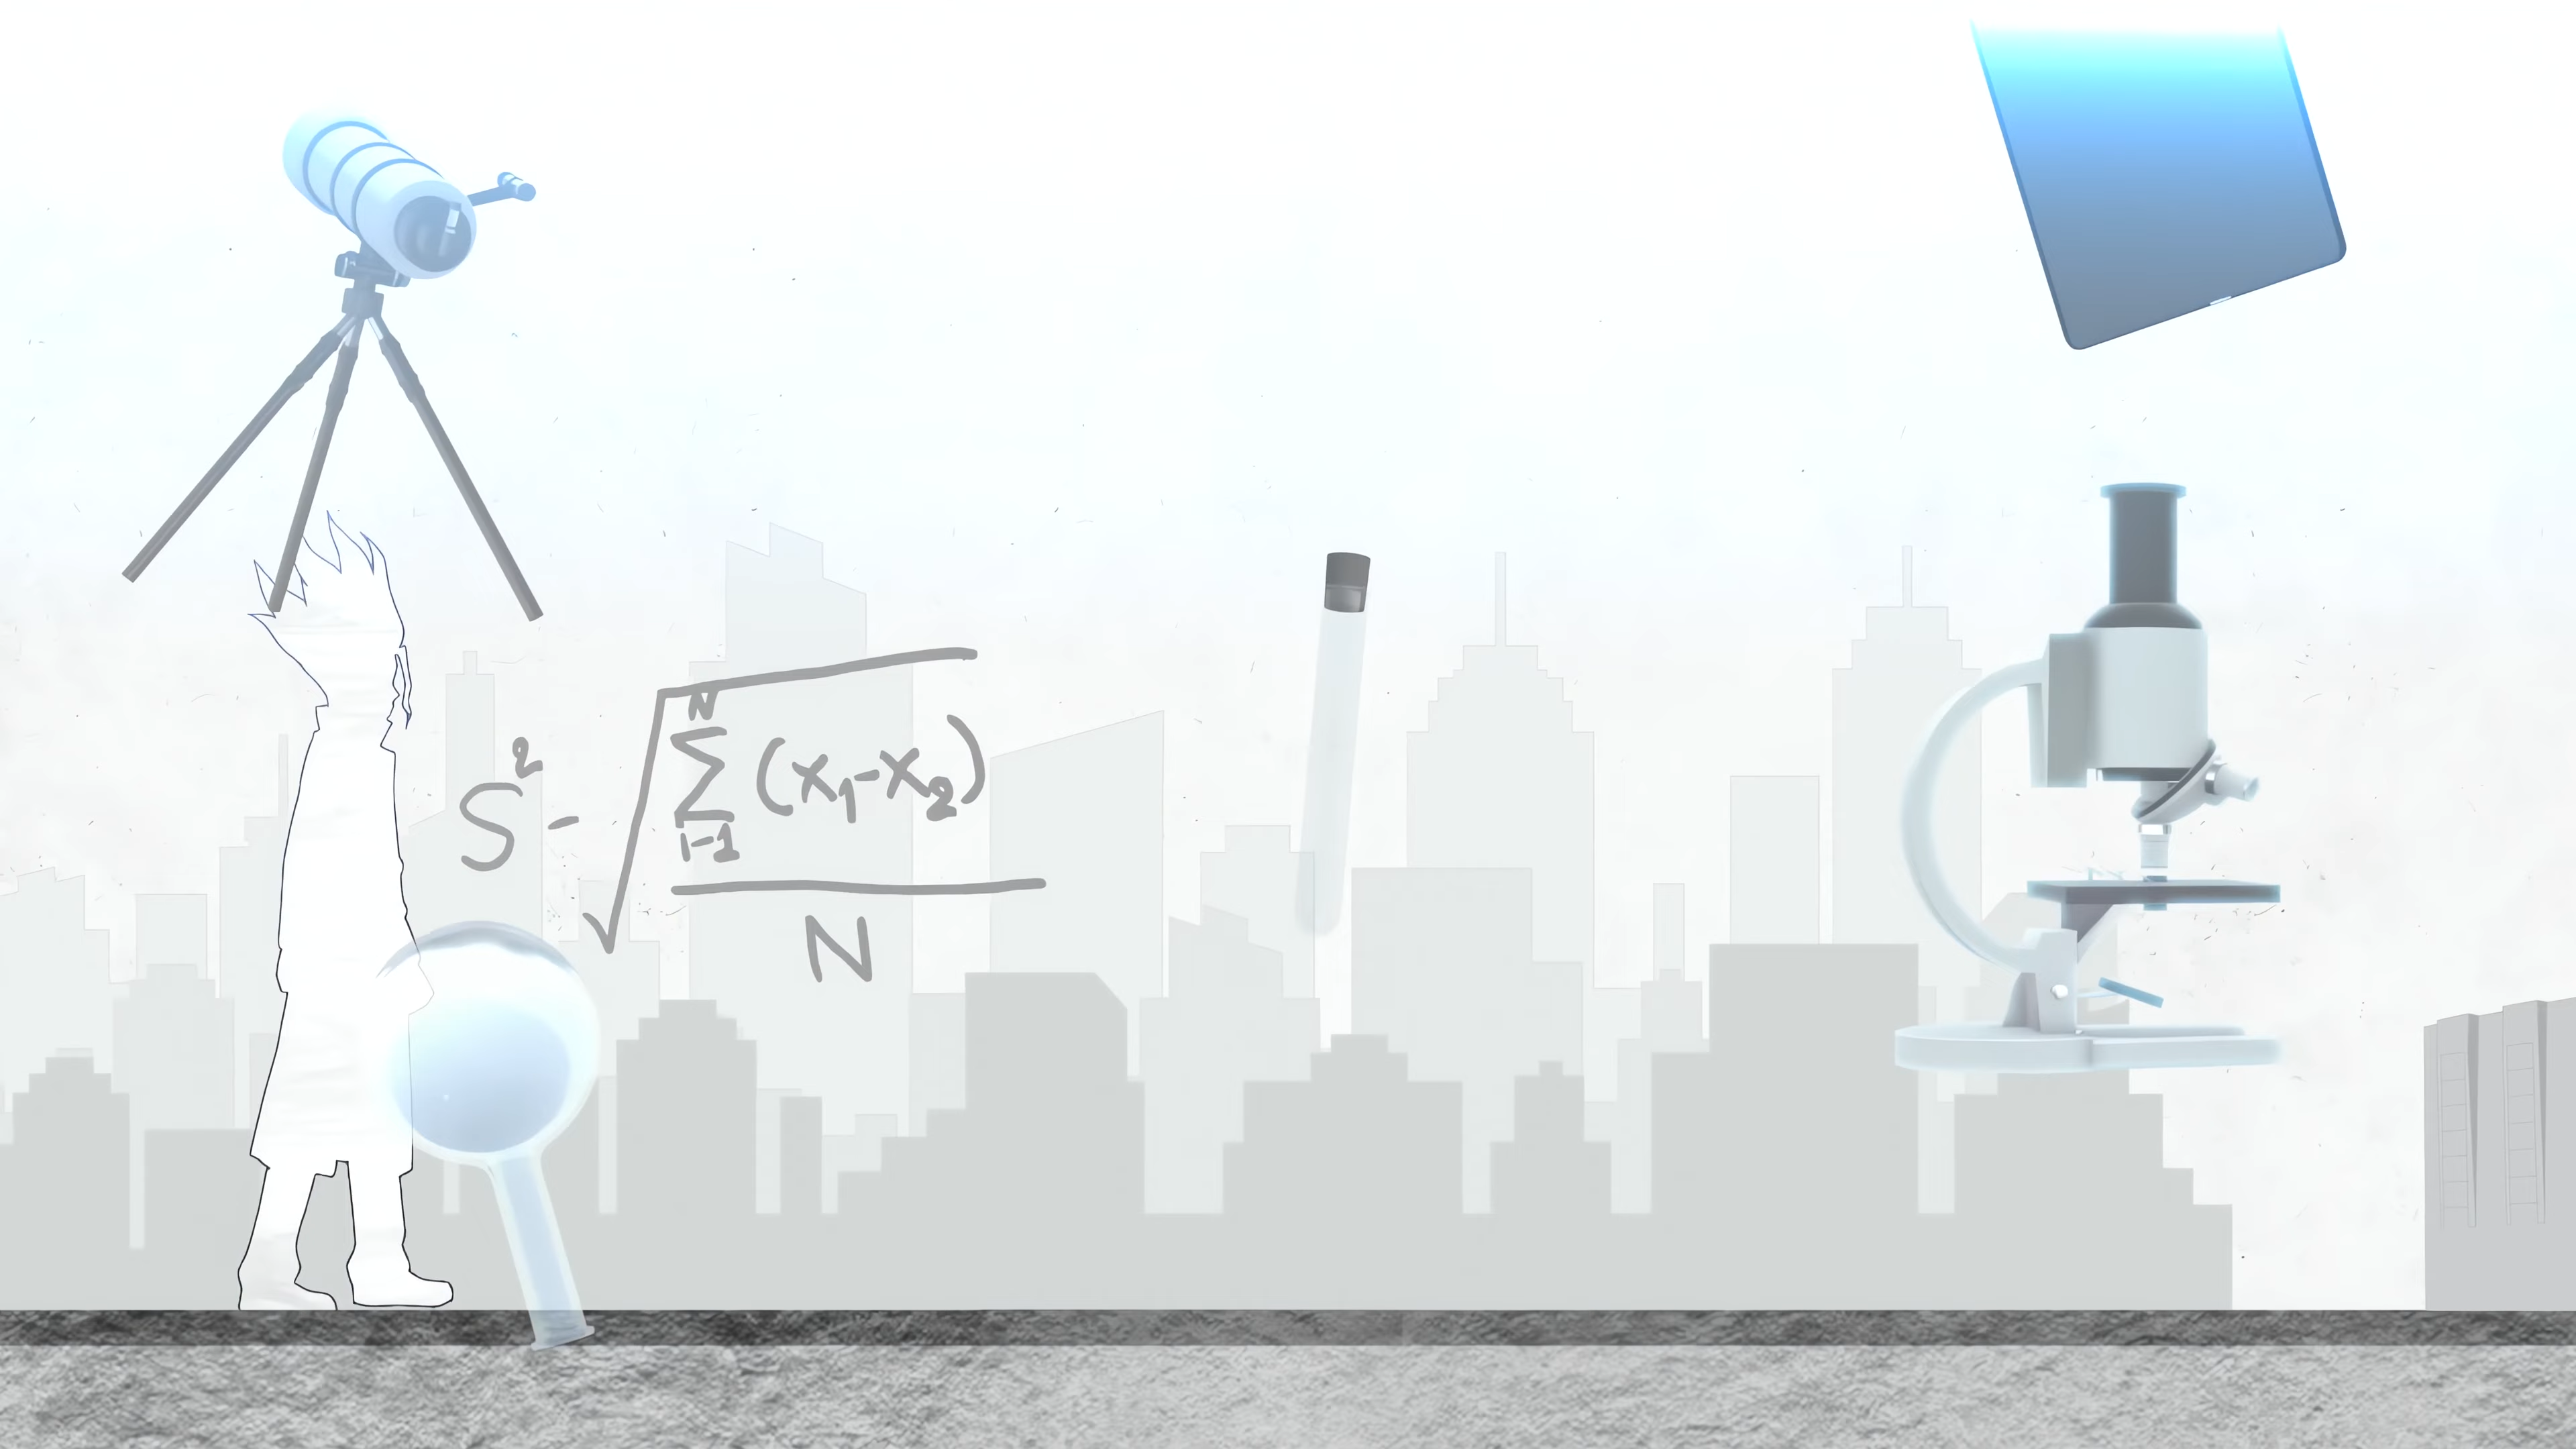 S² - √ N Σ i-1 (x₁-x₂)
N